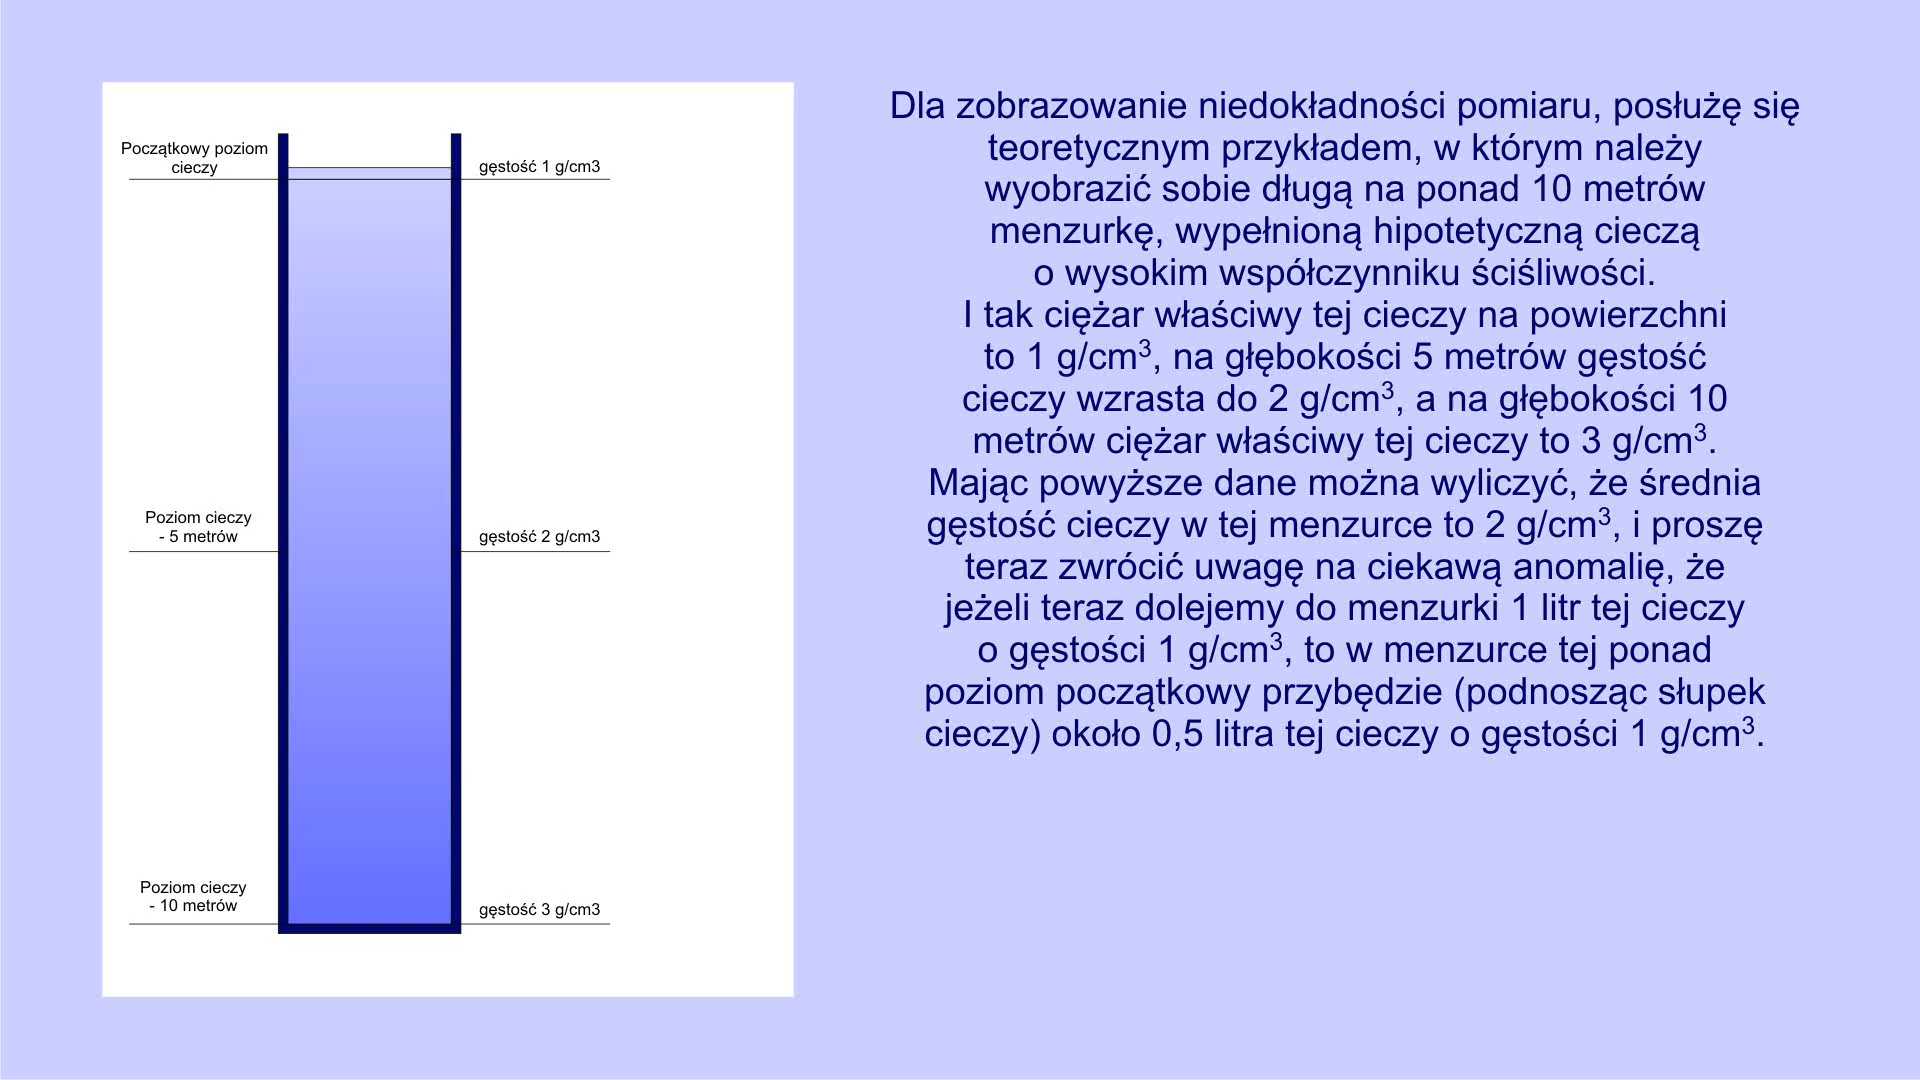 Początkowy poziom
cieczy
gęstość 1 g/cm3
Poziom cieczy
- 5 metrów
gęstość 2 g/cm3
Poziom cieczy
- 10 metrów
gęstość 3 g/cm3
Dla zobrazowanie niedokładności pomiaru, posłużę się
teoretycznym przykładem, w którym należy
wyobrazić sobie długą na ponad 10 metrów
menzurkę, wypełnioną hipotetyczną cieczą
o wysokim współczynniku ściśliwości.
I tak ciężar właściwy tej cieczy na powierzchni
to 1 g/cm³, na głębokości 5 metrów gęstość
cieczy wzrasta do 2 g/cm³, a na głębokości 10
metrów ciężar właściwy tej cieczy to 3 g/cm³.
Mając powyższe dane można wyliczyć, że średnia
gęstość cieczy w tej menzurce to 2 g/cm³, i proszę
teraz zwrócić uwagę na ciekawą anomalię, że
jeżeli teraz dolejemy do menzurki 1 litr tej cieczy
o gęstości 1 g/cm³, to w menzurce tej ponad
poziom początkowy przybędzie (podnosząc słupek
cieczy) około 0,5 litra tej cieczy o gęstości 1 g/cm³.